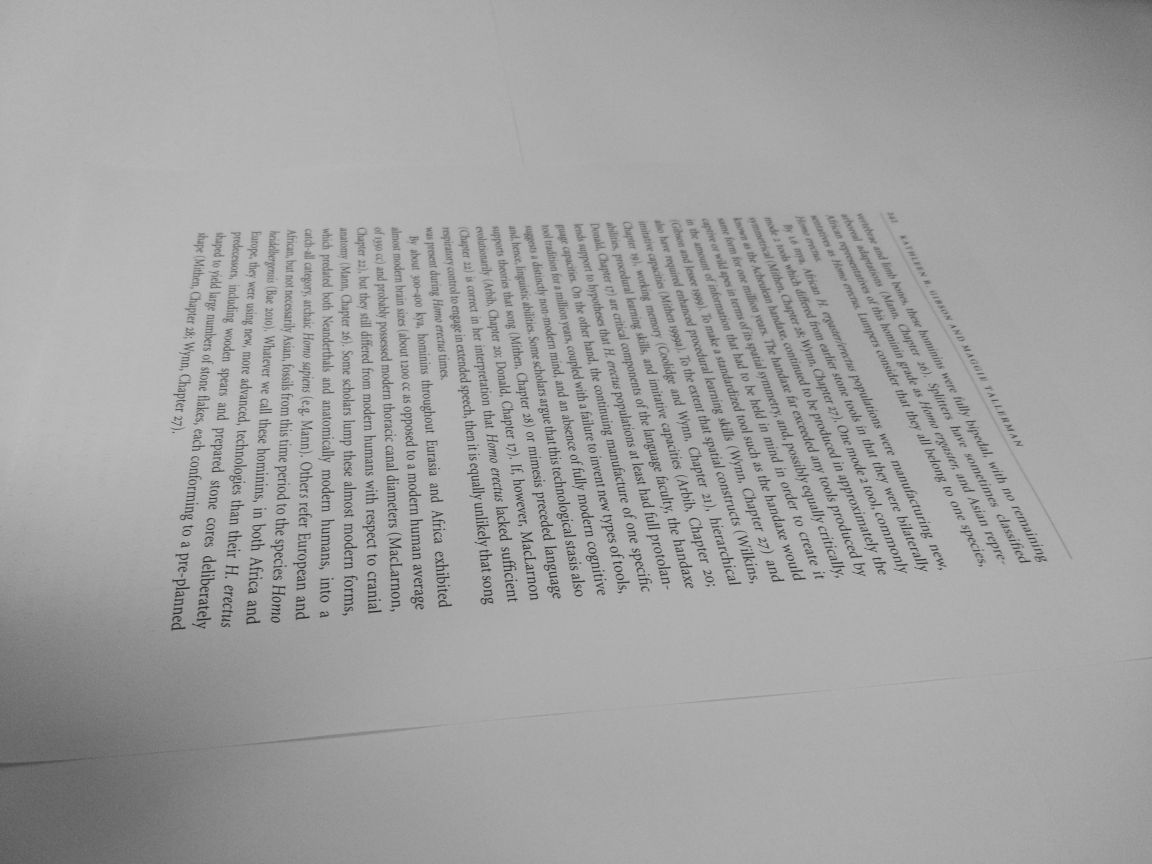 242 KATHLEEN R. GIBSON AND MAGGIE TALLERMAN
vertebrae and limb bones, these hominins were fully bipedal, with no remaining
arboreal adaptations (Mann, Chapter 26). Splitters have sometimes classified
African representatives of this hominin grade as Homo ergaster, and Asian repre-
sentatives as Homo erectus. Lumpers consider that they all belong to one species,
Homo erectus.
By 1.6 mya, African H. ergaster/erectus populations were manufacturing new,
mode 2 tools which differed from earlier stone tools in that they were bilaterally
symmetrical (Mithen, Chapter 28; Wynn, Chapter 27). One mode 2 tool, commonly
known as the Acheulean handaxe, continued to be produced in approximately the
same form for one million years. The handaxe far exceeded any tools produced by
captive or wild apes in terms of its spatial symmetry, and, possibly equally critically,
in the amount of information that had to be held in mind in order to create it
(Gibson and Jessee 1999). To make a standardized tool such as the handaxe would
also have required enhanced procedural learning skills (Wynn, Chapter 27) and
imitative capacities (Mithen 1999). To the extent that spatial constructs (Wilkins,
Chapter 19), working memory (Coolidge and Wynn, Chapter 21), hierarchical
abilities, procedural learning skills, and imitative capacities (Arbib, Chapter 20;
Donald, Chapter 17) are critical components of the language faculty, the handaxe
lends support to hypotheses that H. erectus populations at least had full protolan-
guage capacities. On the other hand, the continuing manufacture of one specific
tool tradition for a million years, coupled with a failure to invent new types of tools,
suggests a distinctly non-modern mind, and an absence of fully modern cognitive
and, hence, linguistic abilities. Some scholars argue that this technological stasis also
supports theories that song (Mithen, Chapter 28) or mimesis preceded language
evolutionarily (Arbib, Chapter 20; Donald, Chapter 17). If, however, MacLarnon
(Chapter 22) is correct in her interpretation that Homo erectus lacked sufficient
respiratory control to engage in extended speech, then it is equally unlikely that song
was present during Homo erectus times.
By about 300–400 kya, hominins throughout Eurasia and Africa exhibited
almost modern brain sizes (about 1200 cc as opposed to a modern human average
of 1350 cc) and probably possessed modern thoracic canal diameters (MacLarnon,
Chapter 22), but they still differed from modern humans with respect to cranial
anatomy (Mann, Chapter 26). Some scholars lump these almost modern forms,
which predated both Neanderthals and anatomically modern humans, into a
catch-all category, archaic Homo sapiens (e.g. Mann). Others refer European and
African, but not necessarily Asian, fossils from this time period to the species Homo
heidelbergensis (Bae 2010). Whatever we call these hominins, in both Africa and
Europe, they were using new, more advanced, technologies than their H. erectus
predecessors, including wooden spears and prepared stone cores deliberately
shaped to yield large numbers of stone flakes, each conforming to a pre-planned
shape (Mithen, Chapter 28; Wynn, Chapter 27).